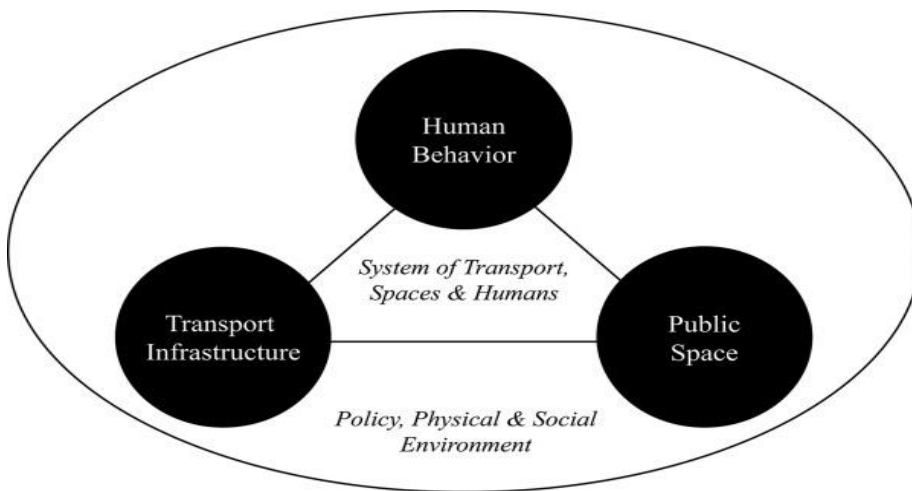 Human
Behavior
System of Transport,
Spaces & Humans
Transport
Infrastructure
Public
Space
Policy, Physical & Social
Environment